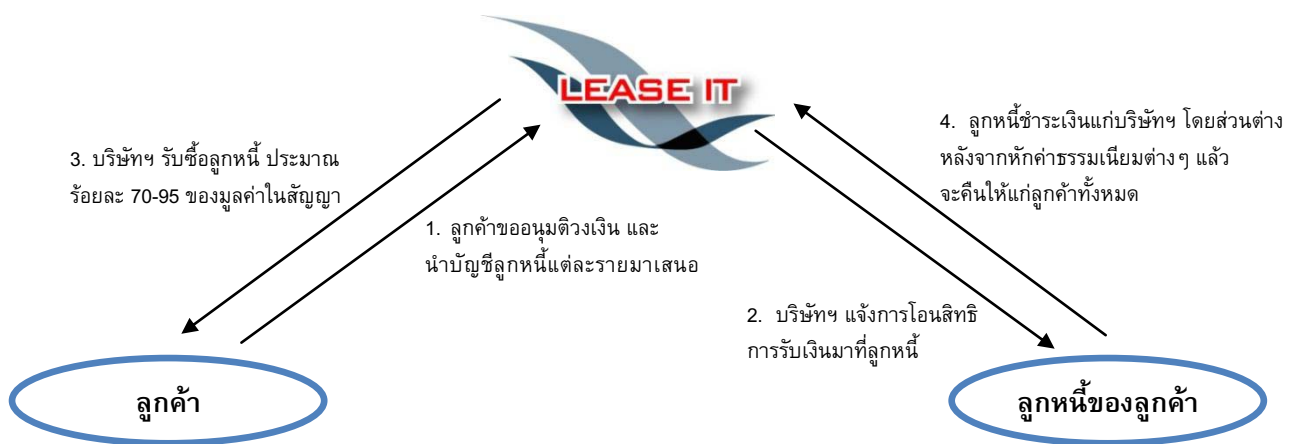 LEASE IT
3. บริษัทฯ รับซื้อลูกหนี้ ประมาณ
ร้อยละ 70-95 ของมูลค่าในสัญญา
4. ลูกหนี้ชำระเงินแก่บริษัทฯ โดยส่วนต่าง
หลังจากหักค่าธรรมเนียมต่างๆ แล้ว
จะคืนให้แก่ลูกค้าทั้งหมด
1. ลูกค้าขออนุมติวงเงิน และ
นำบัญชีลูกหนี้แต่ละรายมาเสนอ
2. บริษัทฯ แจ้งการโอนสิทธิ
การรับเงินมาที่ลูกหนี้
ลูกค้า
ลูกหนี้ของลูกค้า